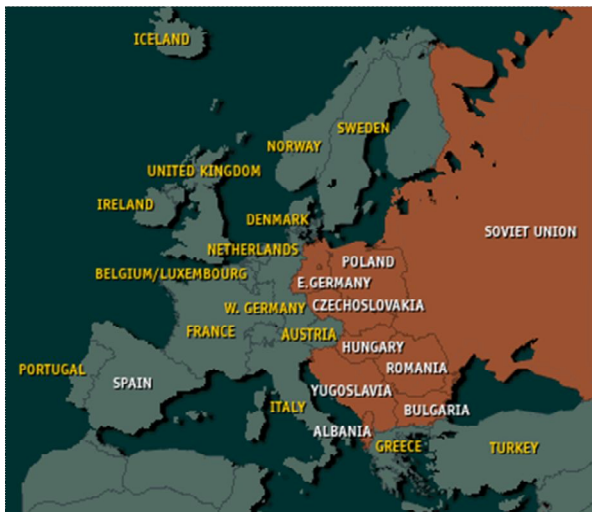 ICELAND
SWEDEN
NORWAY
UNITED KINGDOM
IRELAND
DENMARK
SOVIET UNION
NETHERLANDS
POLAND
BELGIUM/LUXEMBOURG
E.GERMANY
W. GERMANY
CZECHOSLOVAKIA
FRANCE
AUSTRIA
HUNGARY
PORTUGAL
ROMANIA
SPAIN
YUGOSLAVIA
ITALY
BULGARIA
ALBANIA
GREECE
TURKEY